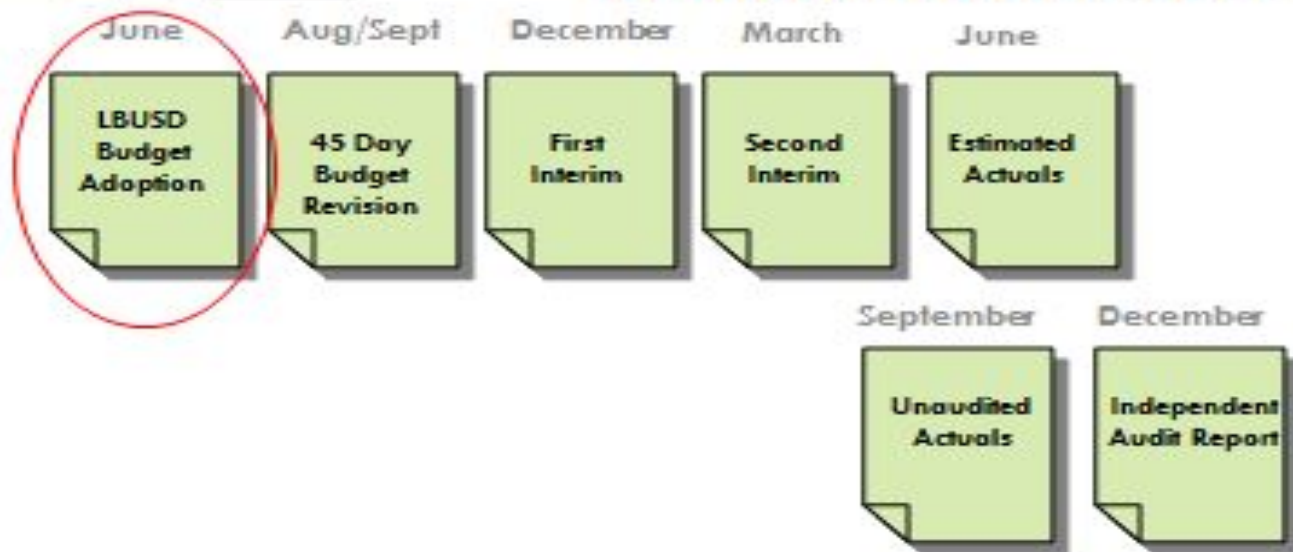 June
Aug/Sept
December
March
June
LBUSD
Budget
Adoption
45 Day
Budget
Revision
First
Interim
Second
Interim
Estimated
Actuals
September
December
Unaudited
Actuals
Independent
Audit Report